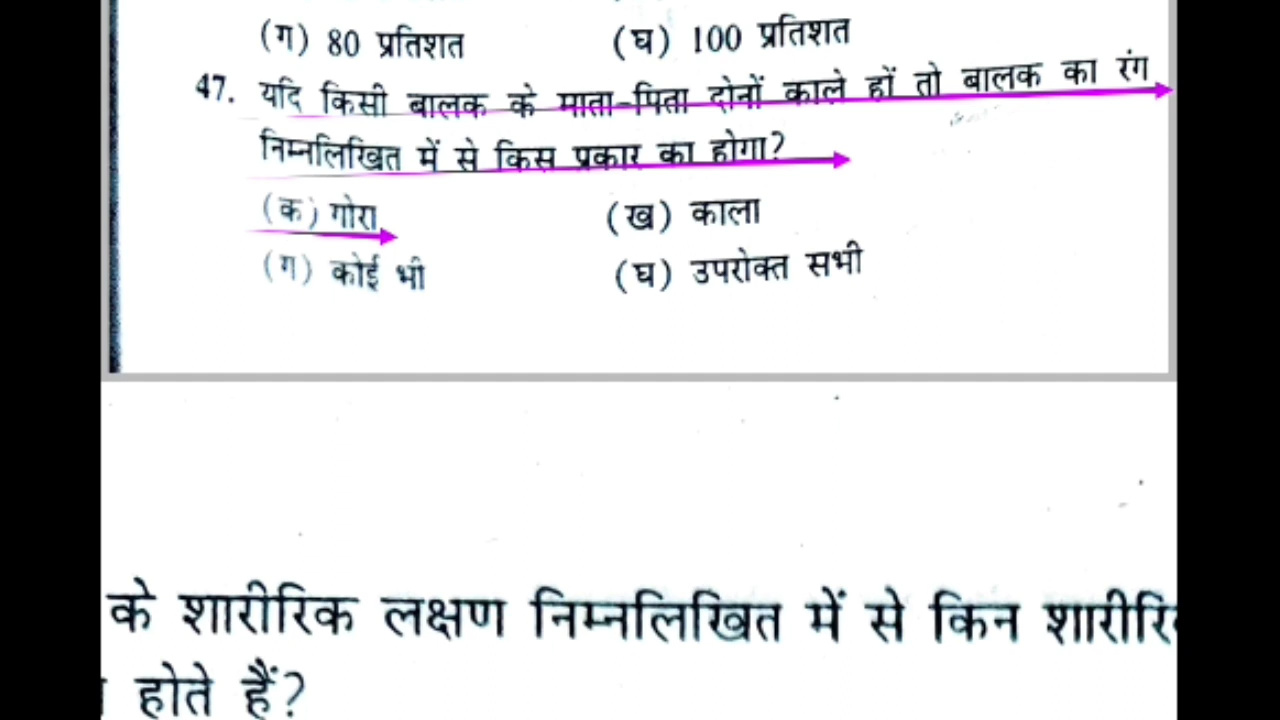 (ग) 80 प्रतिशत (घ) 100 प्रतिशत
47. यदि किसी बालक के माता-पिता दोनों काले हों तो बालक का रंग
निम्नलिखित में से किस प्रकार का होगा?
(क) गोरा (ख) काला
(ग) कोई भी (घ) उपरोक्त सभी
के शारीरिक लक्षण निम्नलिखित में से किन
होते हैं?